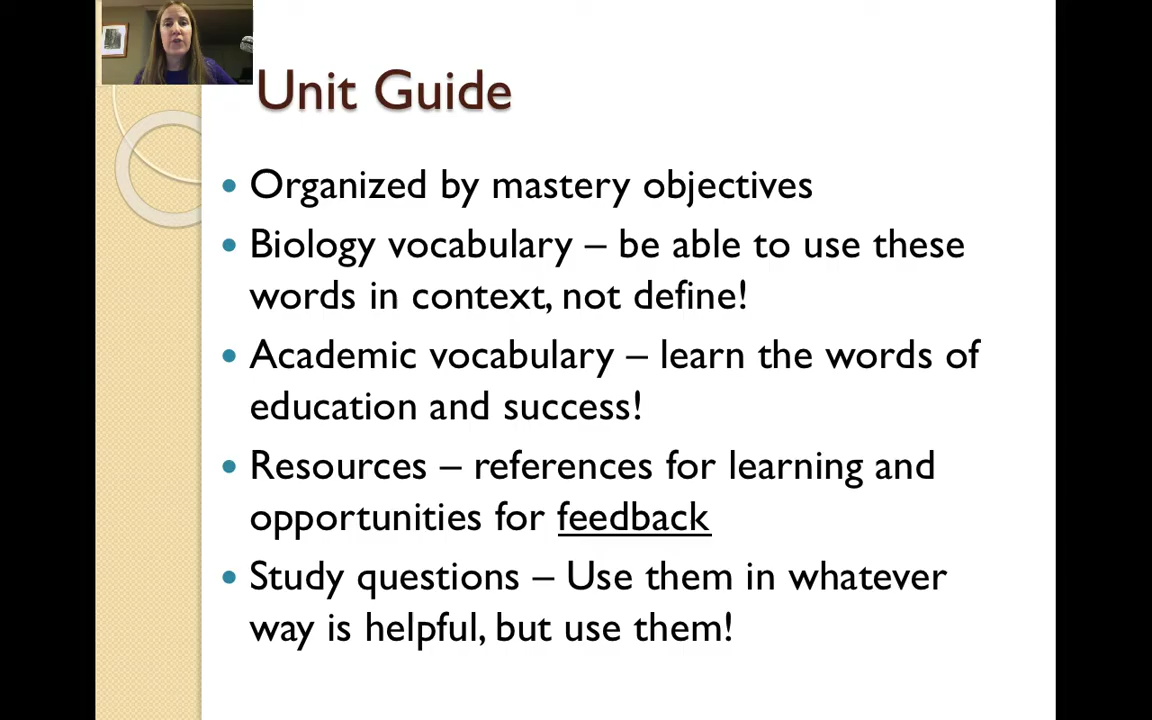 Unit Guide
• Organized by mastery objectives
• Biology vocabulary – be able to use these
words in context, not define!
• Academic vocabulary – learn the words of
education and success!
• Resources – references for learning and
opportunities for feedback
• Study questions – Use them in whatever
way is helpful, but use them!